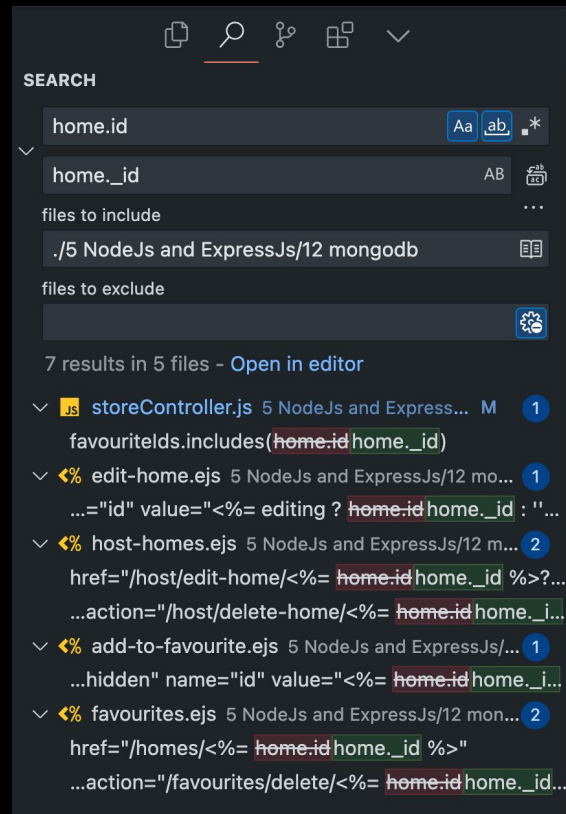 SEARCH
home.id Aa ab .*
home._id AB
files to include ...
./5 NodeJs and ExpressJs/12 mongodb
files to exclude
7 results in 5 files - Open in editor
JS storeController.js 5 NodeJs and Express... M 1
favouriteIds.includes(home.idhome._id)
<% edit-home.ejs 5 NodeJs and ExpressJs/12 mo... 1
...="id" value="<%= editing ? home.idhome._id : ''...
<% host-homes.ejs 5 NodeJs and ExpressJs/12 m... 2
href="/host/edit-home/<%= home.idhome._id %>?...
...action="/host/delete-home/<%= home.idhome._i...
<% add-to-favourite.ejs 5 NodeJs and ExpressJs/... 1
...hidden" name="id" value="<%= home.idhome._i...
<% favourites.ejs 5 NodeJs and ExpressJs/12 mon... 2
href="/homes/<%= home.idhome._id %>"
...action="/favourites/delete/<%= home.idhome._id...